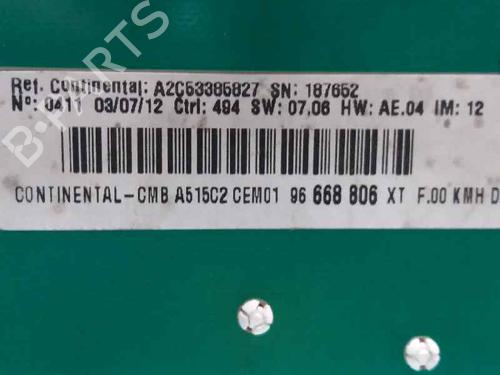 Ref. Continental: A2C53385827 SN: 187652
Nº: 0411 03/07/12 Ctrl: 494 SW: 07.06 HW: AE.04 IM: 12
CONTINENTAL-CMB A515C2 CEM01 96 668 806 XT F.00 KMH D
B-PARTS